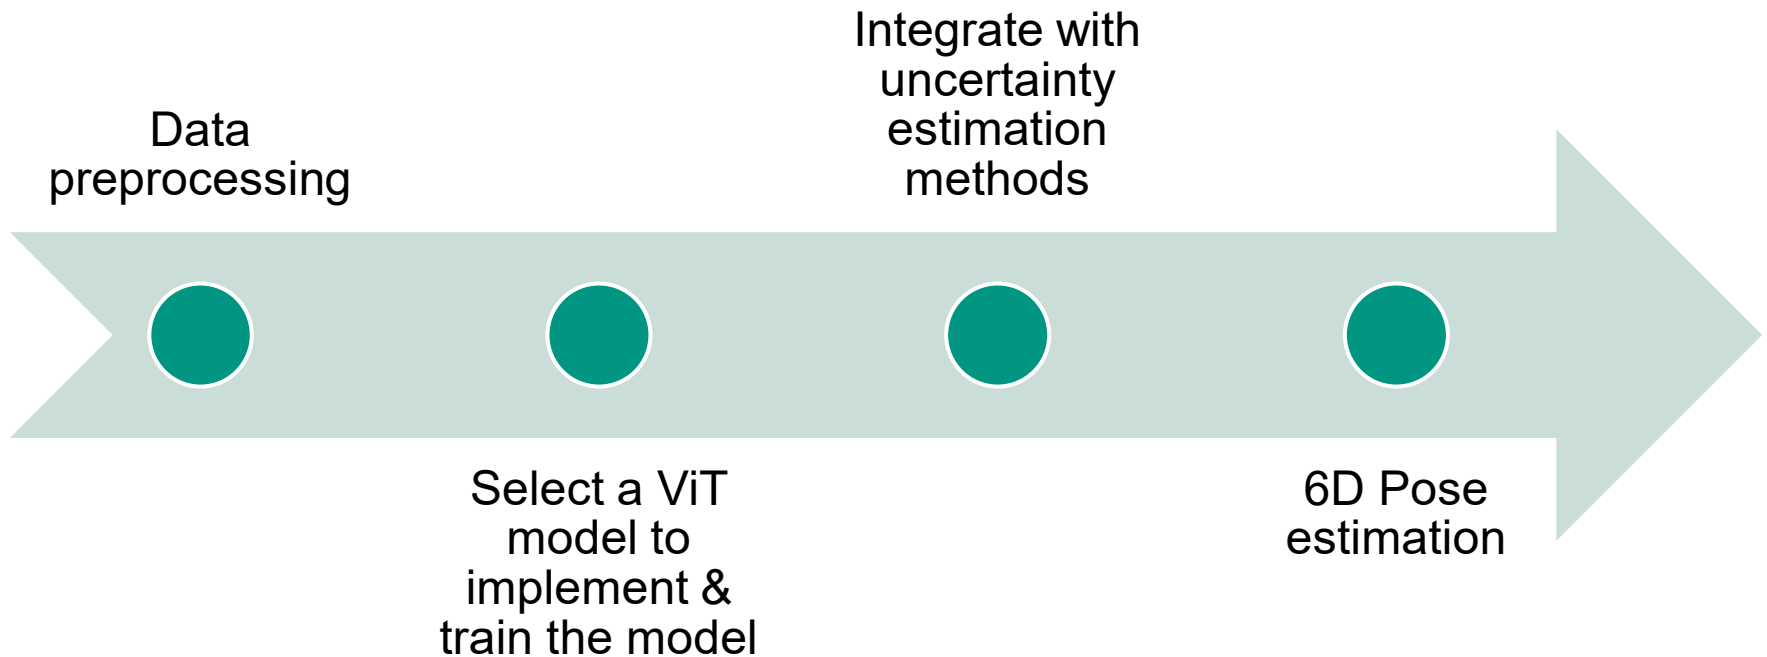 Data
preprocessing
Select a ViT
model to
implement &
train the model
Integrate with
uncertainty
estimation
methods
6D Pose
estimation